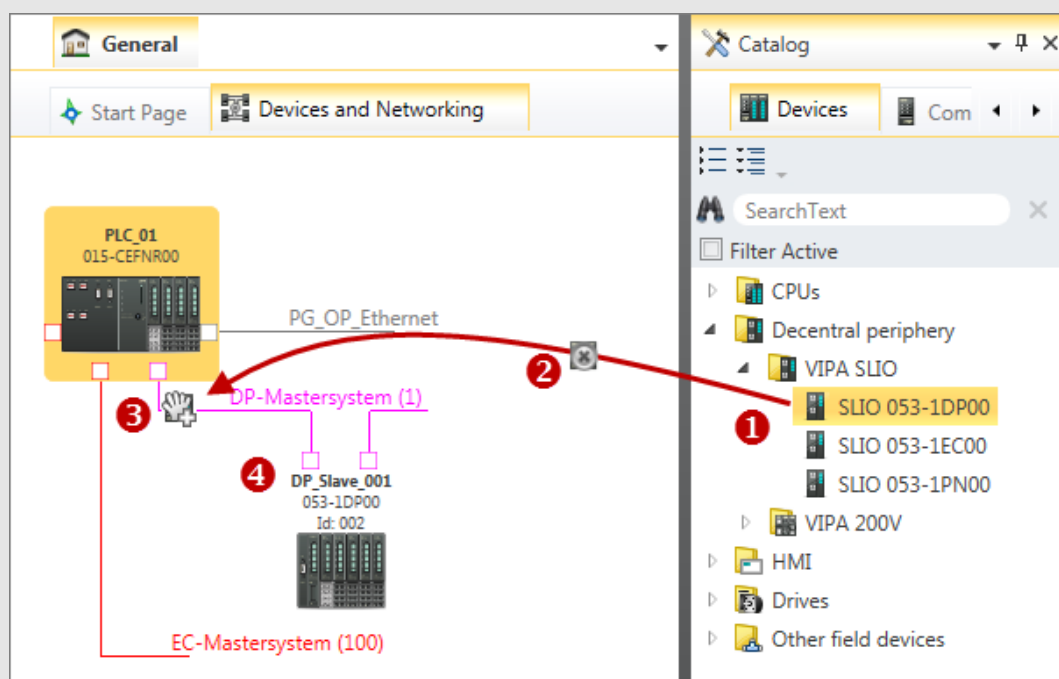 General
Start Page
Devices and Networking
PLC_01
015-CEFNR00
PG_OP_Ethernet
2
3
DP-Mastersystem (1)
4
DP_Slave_001
053-1DP00
Id: 002
EC-Mastersystem (100)
Catalog
Devices
Com
SearchText
Filter Active
CPUs
Decentral periphery
VIPA SLIO
1
SLIO 053-1DP00
SLIO 053-1EC00
SLIO 053-1PN00
VIPA 200V
HMI
Drives
Other field devices